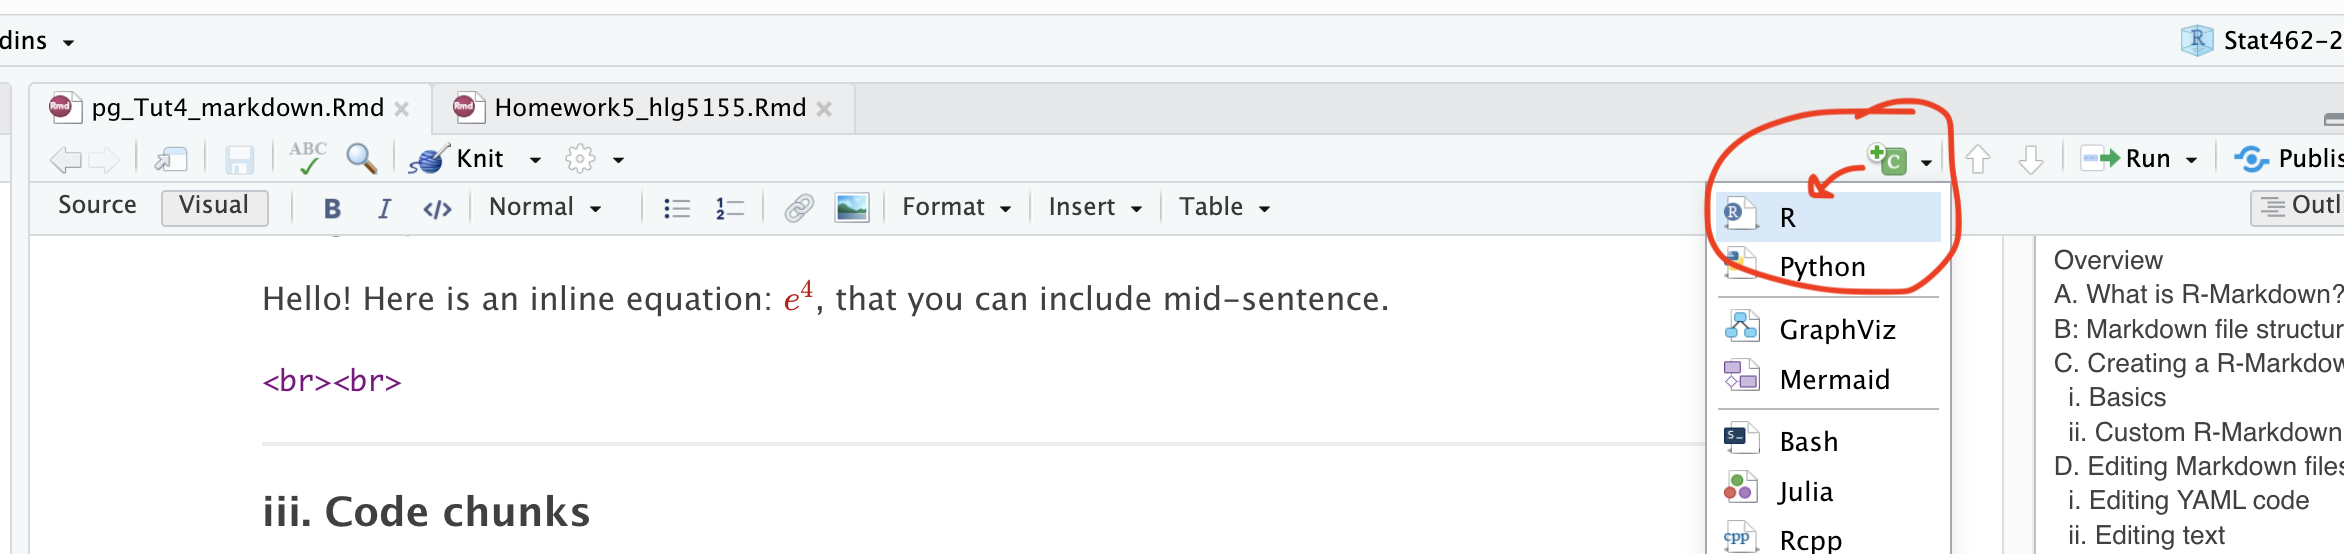 dins
Stat462-2
pg_Tut4_markdown.Rmd
Homework5_hlg5155.Rmd
ABC
Knit
C
Run
Publis
Source
Visual
B
I
</>
Normal
Format
Insert
Table
Outli
R
Python
GraphViz
Mermaid
Bash
Julia
Rcpp
Hello! Here is an inline equation: e⁴, that you can include mid-sentence.
<br><br>
iii. Code chunks
Overview
A. What is R-Markdown?
B: Markdown file structur
C. Creating a R-Markdow
i. Basics
ii. Custom R-Markdown
D. Editing Markdown files
i. Editing YAML code
ii. Editing text